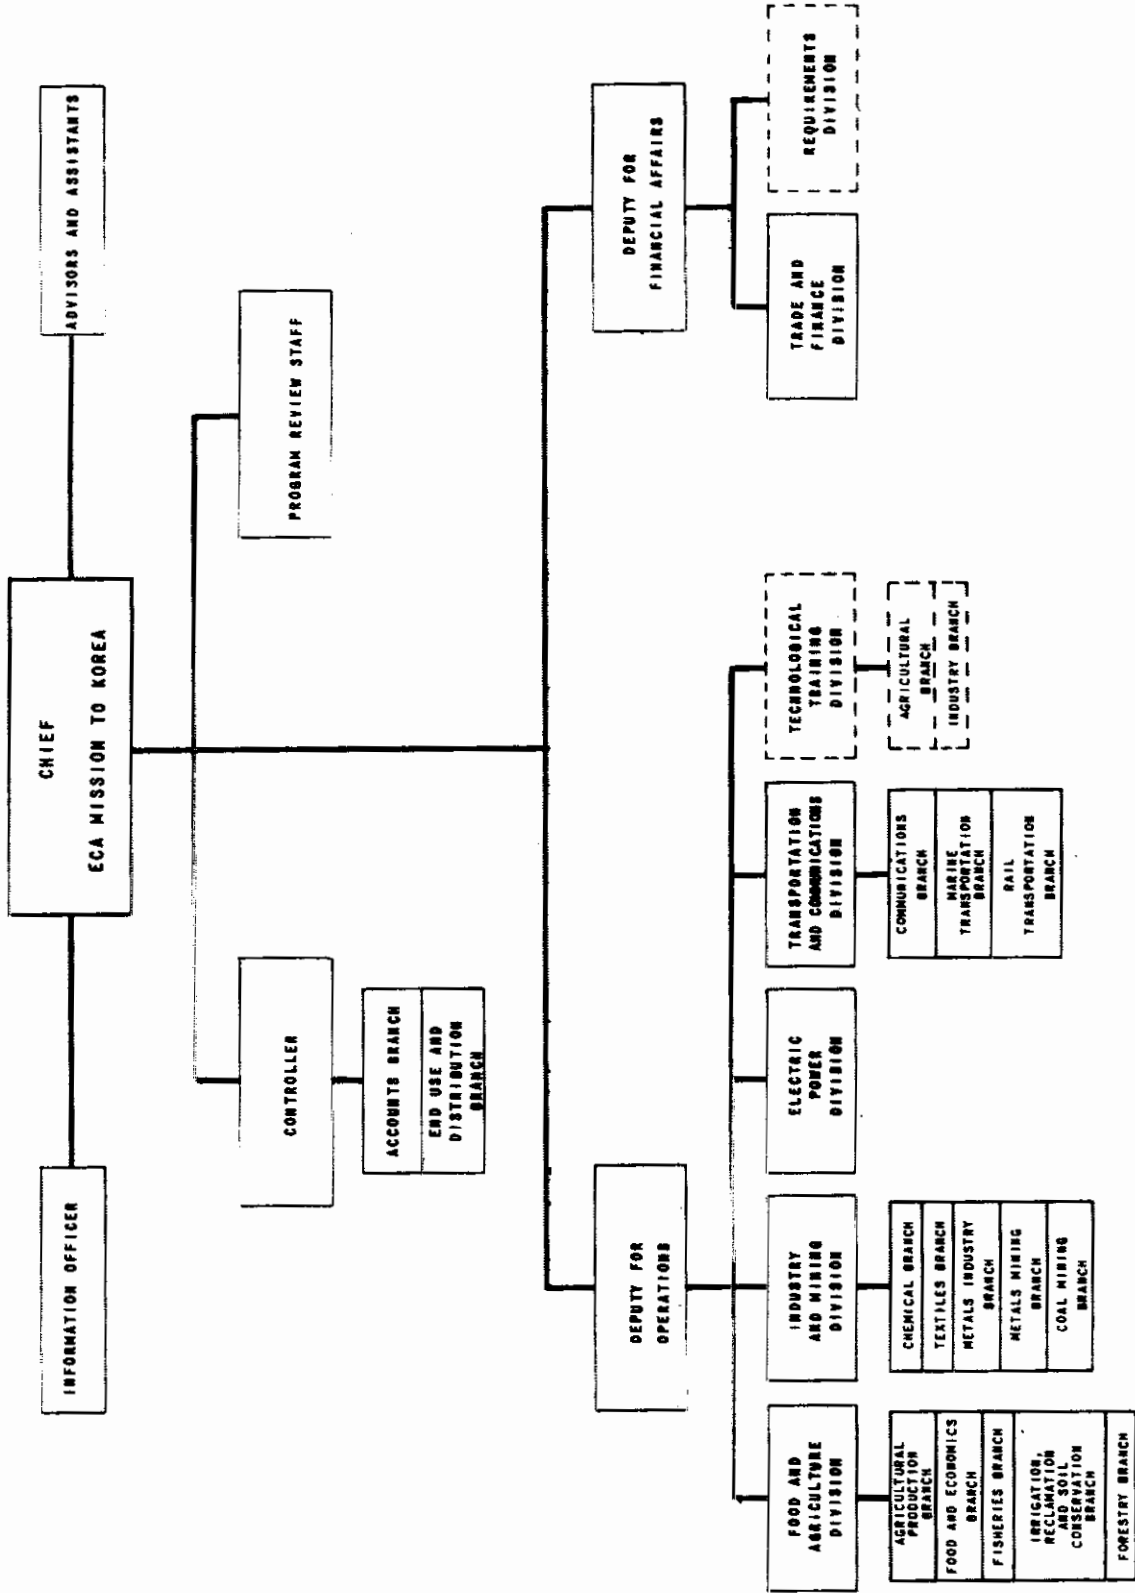 CHIEF
ECA MISSION TO KOREA
INFORMATION OFFICER
ADVISORS AND ASSISTANTS
CONTROLLER
ACCOUNTS BRANCH
END USE AND
DISTRIBUTION
BRANCH
PROGRAM REVIEW STAFF
DEPUTY FOR
OPERATIONS
DEPUTY FOR
FINANCIAL AFFAIRS
FOOD AND
AGRICULTURE
DIVISION
AGRICULTURAL
PRODUCTION
BRANCH
FOOD AND ECONOMICS
BRANCH
FISHERIES BRANCH
IRRIGATION,
RECLAMATION
AND SOIL
CONSERVATION
BRANCH
FORESTRY BRANCH
INDUSTRY
AND MINING
DIVISION
CHEMICAL BRANCH
TEXTILES BRANCH
METALS INDUSTRY
BRANCH
METALS MINING
BRANCH
COAL MINING
BRANCH
ELECTRIC
POWER
DIVISION
TRANSPORTATION
AND COMMUNICATIONS
DIVISION
COMMUNICATIONS
BRANCH
MARINE
TRANSPORTATION
BRANCH
RAIL
TRANSPORTATION
BRANCH
TECHNOLOGICAL
TRAINING
DIVISION
AGRICULTURAL
BRANCH
INDUSTRY BRANCH
TRADE AND
FINANCE
DIVISION
REQUIREMENTS
DIVISION